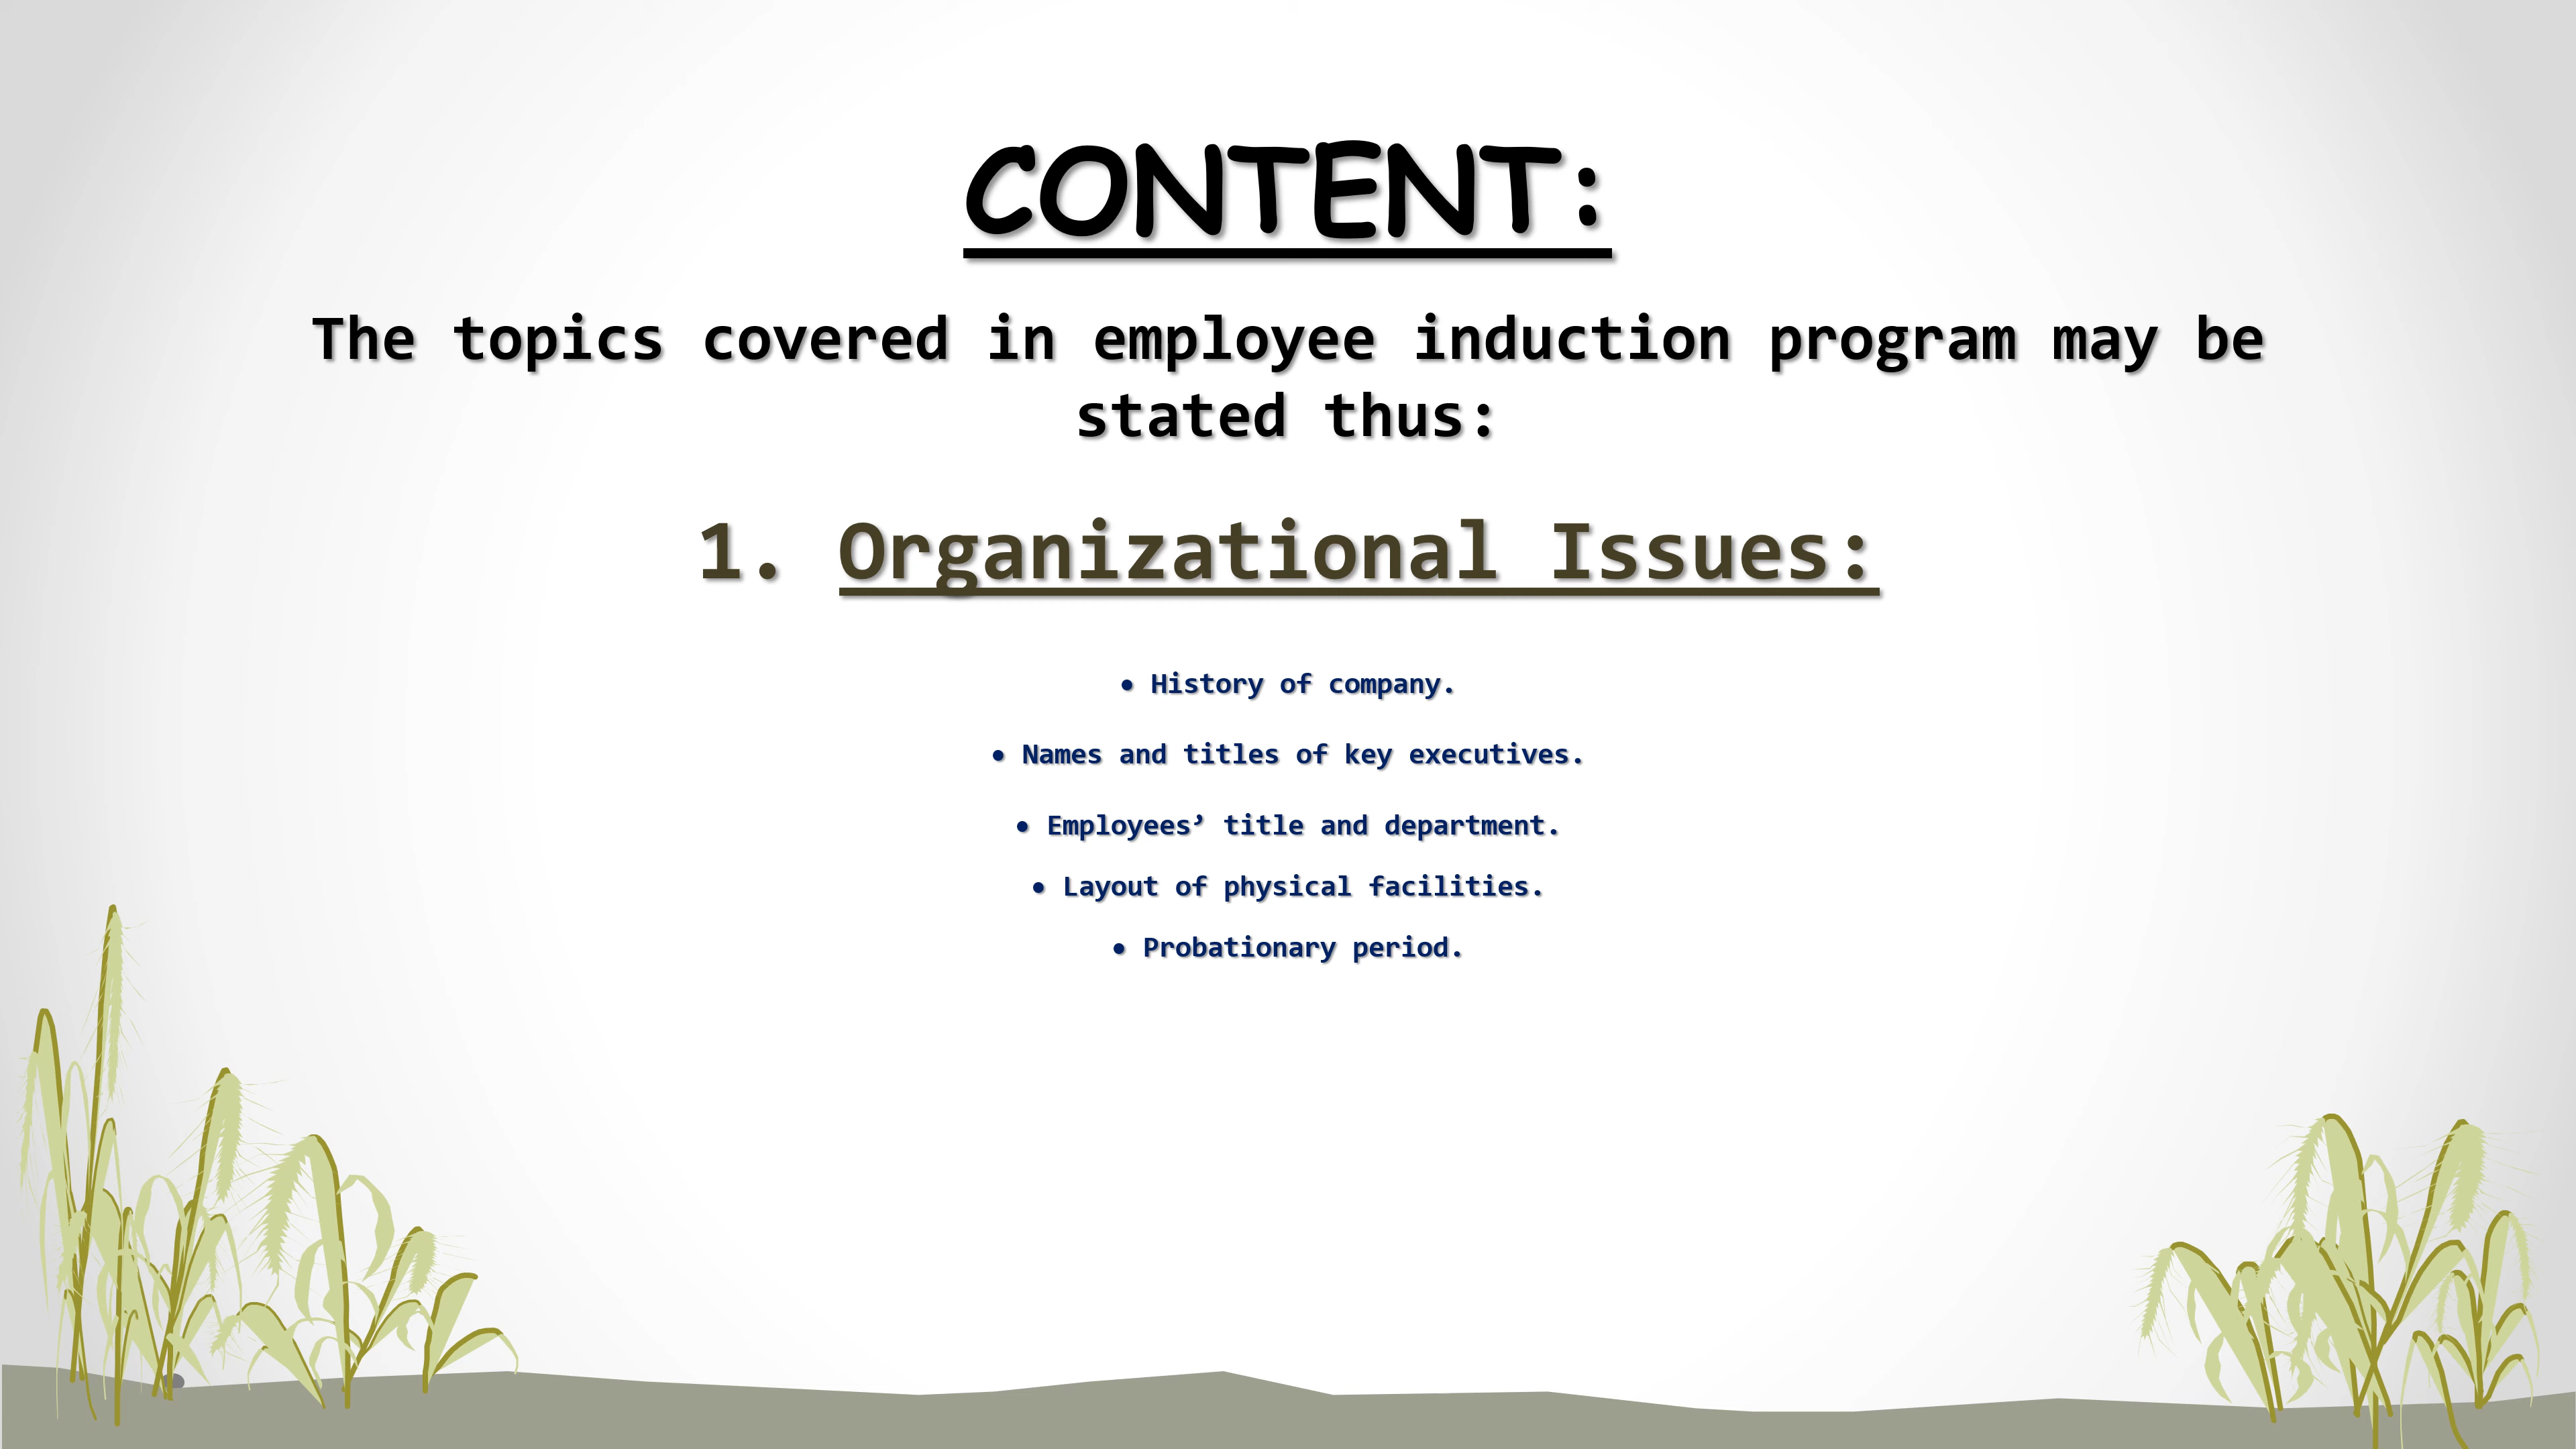 CONTENT:
The topics covered in employee induction program may be
stated thus:
1. Organizational Issues:
• History of company.
• Names and titles of key executives.
• Employees’ title and department.
• Layout of physical facilities.
• Probationary period.